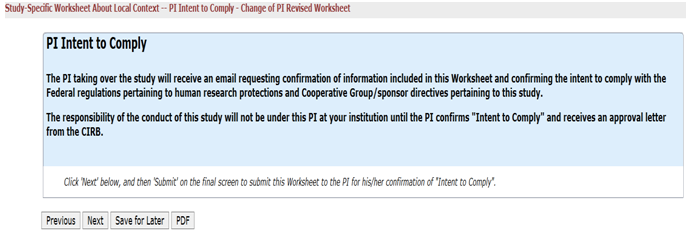 Study-Specific Worksheet About Local Context -- PI Intent to Comply - Change of PI Revised Worksheet
PI Intent to Comply
The PI taking over the study will receive an email requesting confirmation of information included in this Worksheet and confirming the intent to comply with the
Federal regulations pertaining to human research protections and Cooperative Group/sponsor directives pertaining to this study.
The responsibility of the conduct of this study will not be under this PI at your institution until the PI confirms "Intent to Comply" and receives an approval letter
from the CIRB.
Click 'Next' below, and then 'Submit' on the final screen to submit this Worksheet to the PI for his/her confirmation of "Intent to Comply".
Previous Next Save for Later PDF